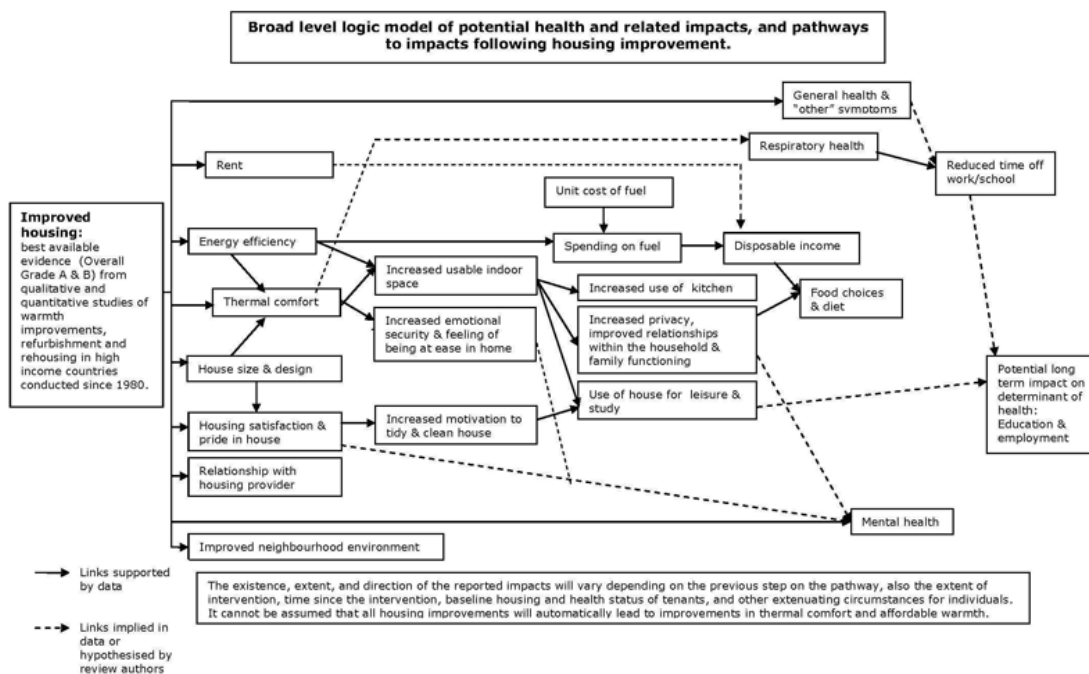 Broad level logic model of potential health and related impacts, and pathways
to impacts following housing improvement.
General health &
"other" symptoms
Respiratory health
Reduced time off
work/school
Rent
Unit cost of fuel
Improved
housing:
best available
evidence (Overall
Grade A & B) from
qualitative and
quantitative studies of
warmth
improvements,
refurbishment and
rehousing in high
income countries
conducted since 1980.
Energy efficiency
Spending on fuel
Disposable income
Increased usable indoor
space
Increased use of kitchen
Food choices
& diet
Thermal comfort
Increased emotional
security & feeling of
being at ease in home
Increased privacy,
improved relationships
within the household &
family functioning
House size & design
Potential long
term impact on
determinant of
health:
Education &
employment
Use of house for leisure &
study
Housing satisfaction &
pride in house
Increased motivation to
tidy & clean house
Relationship with
housing provider
Mental health
Improved neighbourhood environment
Links supported
by data
The existence, extent, and direction of the reported impacts will vary depending on the previous step on the pathway, also the extent of
intervention, time since the intervention, baseline housing and health status of tenants, and other extenuating circumstances for individuals.
It cannot be assumed that all housing improvements will automatically lead to improvements in thermal comfort and affordable warmth.
Links implied in
data or
hypothesised by
review authors